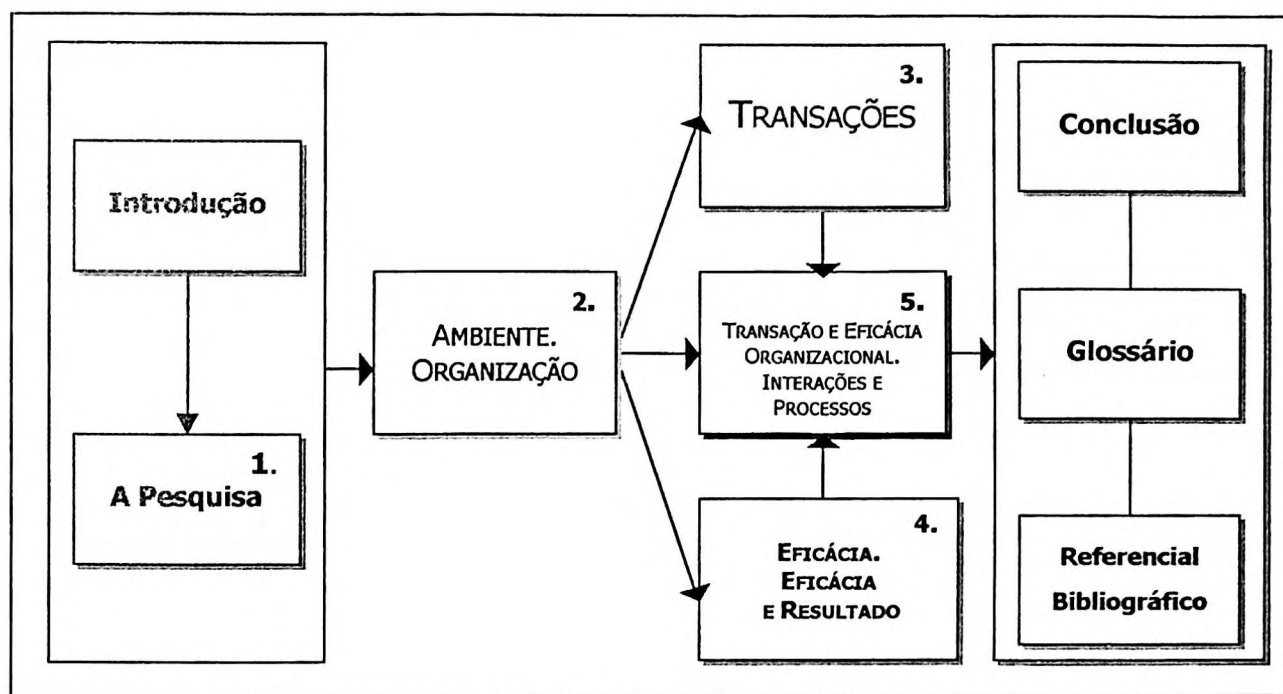 Introdução
1.
A Pesquisa
2.
AMBIENTE.
ORGANIZAÇÃO
3.
TRANSAÇÕES
5.
TRANSAÇÃO E EFICÁCIA
ORGANIZACIONAL.
INTERAÇÕES E
PROCESSOS
4.
EFICÁCIA.
EFICÁCIA
E RESULTADO
Conclusão
Glossário
Referencial
Bibliográfico